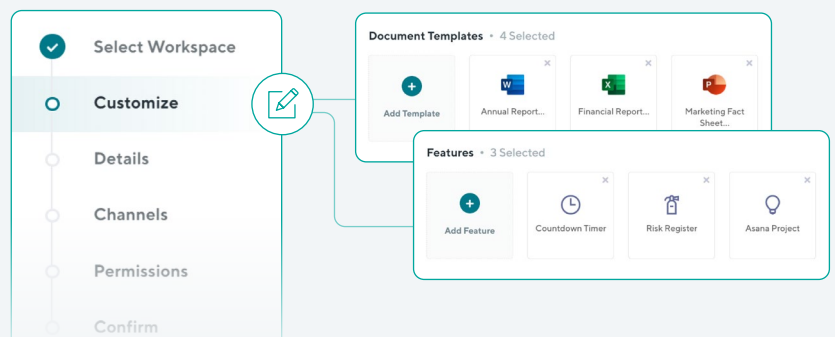 Select Workspace
Customize
Details
Channels
Permissions
Confirm
Document Templates • 4 Selected
Add Template
Annual Report...
Financial Report...
Marketing Fact
Sheet...
Features • 3 Selected
Add Feature
Countdown Timer
Risk Register
Asana Project